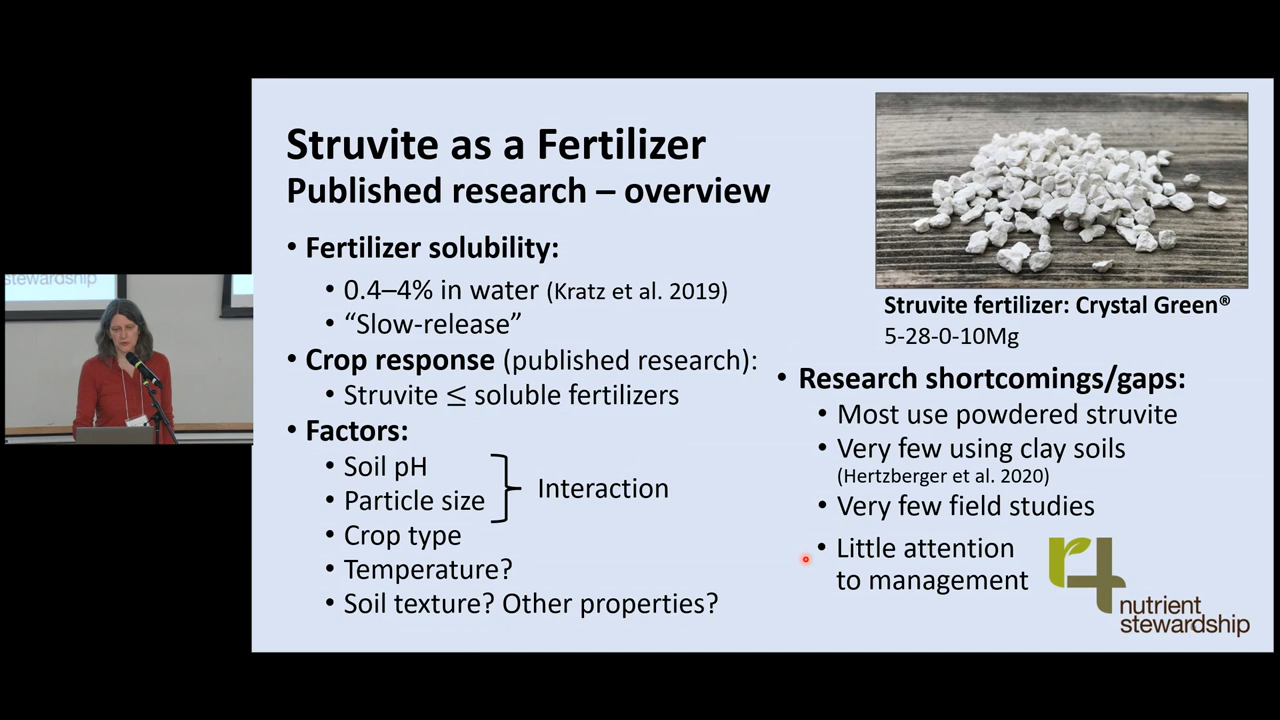 Struvite as a Fertilizer
Published research – overview
• Fertilizer solubility:
• 0.4–4% in water (Kratz et al. 2019)
• “Slow-release”
• Crop response (published research):
• Struvite ≤ soluble fertilizers
• Factors:
• Soil pH
• Particle size
Interaction
• Crop type
• Temperature?
• Soil texture? Other properties?
Struvite fertilizer: Crystal Green®
5-28-0-10Mg
• Research shortcomings/gaps:
• Most use powdered struvite
• Very few using clay soils
(Hertzberger et al. 2020)
• Very few field studies
• Little attention
to management
r4
nutrient
stewardship
stewardship